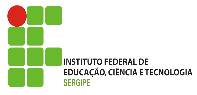 INSTITUTO FEDERAL DE
EDUCAÇÃO, CIÊNCIA E TECNOLOGIA
SERGIPE